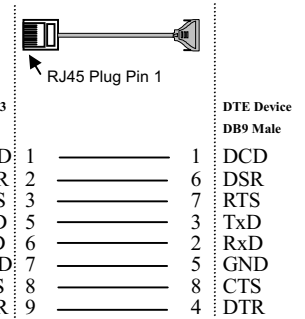 RJ45 Plug Pin 1
3 DTE Device
DB9 Male
D 1 1 DCD
R 2 6 DSR
S 3 7 RTS
D 5 3 TxD
D 6 2 RxD
D 7 5 GND
S 8 8 CTS
R 9 4 DTR